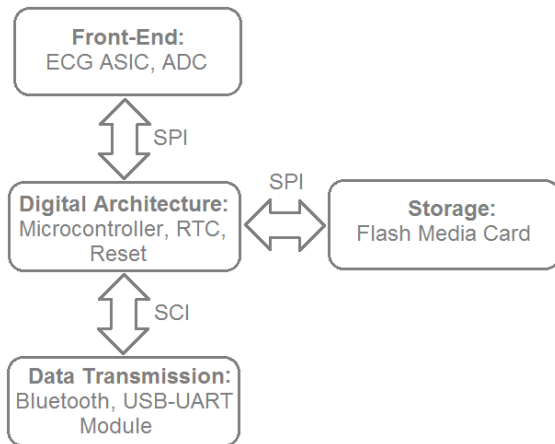 Front-End:
ECG ASIC, ADC
SPI
Digital Architecture:
Microcontroller, RTC,
Reset
SPI
Storage:
Flash Media Card
SCI
Data Transmission:
Bluetooth, USB-UART
Module